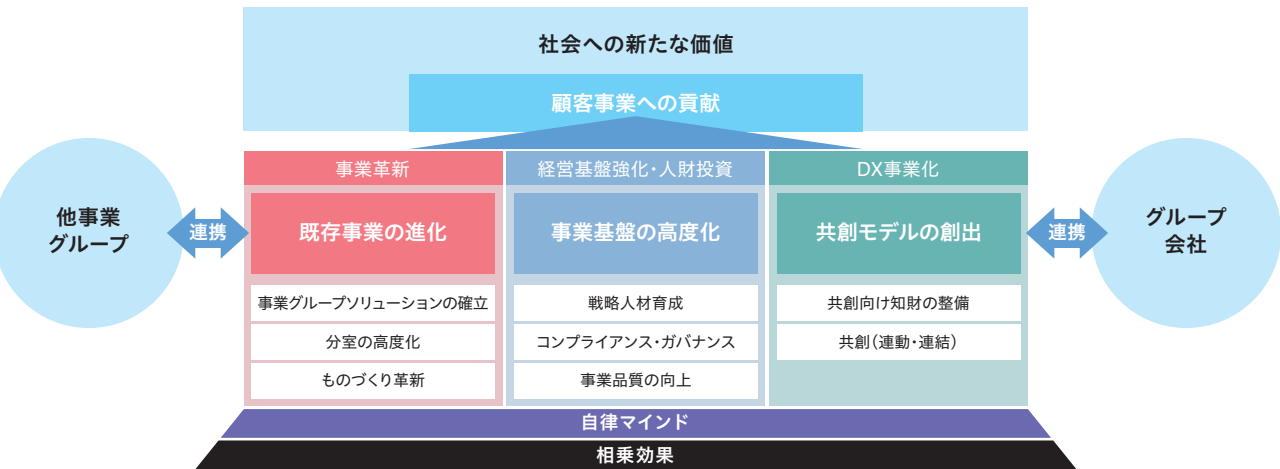 社会への新たな価値
顧客事業への貢献
他事業
グループ
連携
事業革新
既存事業の進化
事業グループソリューションの確立
分室の高度化
ものづくり革新
経営基盤強化・人財投資
事業基盤の高度化
戦略人材育成
コンプライアンス・ガバナンス
事業品質の向上
DX事業化
共創モデルの創出
共創向け知財の整備
共創（連動・連結）
連携
グループ
会社
自律マインド
相乗効果